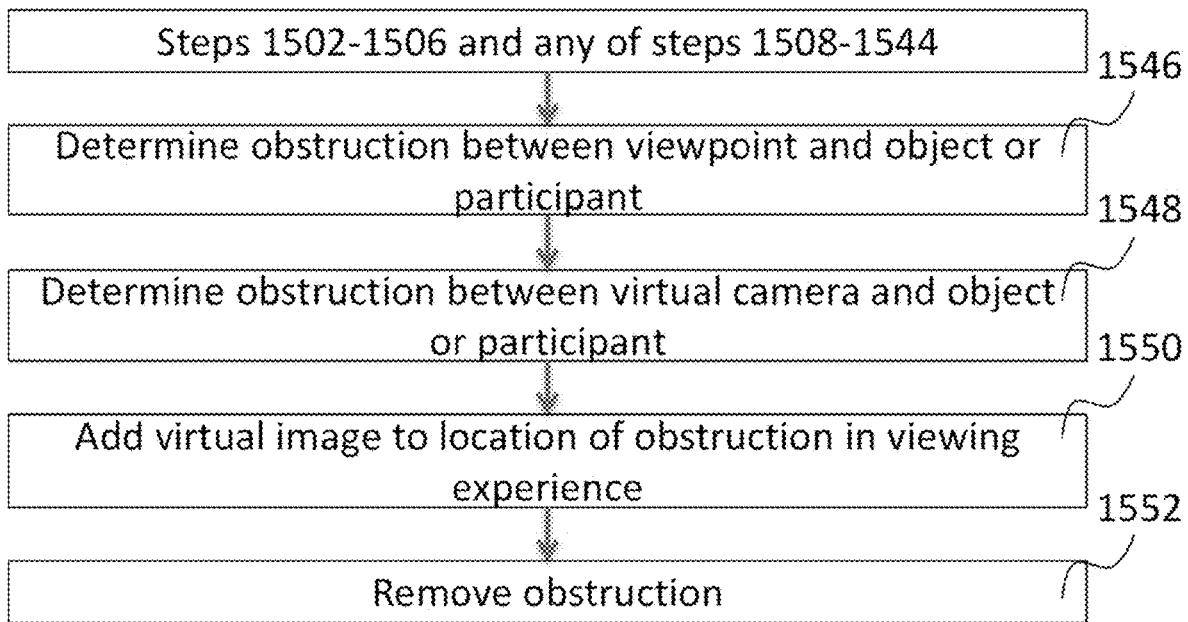 Steps 1502-1506 and any of steps 1508-1544
1546
Determine obstruction between viewpoint and object or
participant
1548
Determine obstruction between virtual camera and object
or participant
1550
Add virtual image to location of obstruction in viewing
experience
1552
Remove obstruction